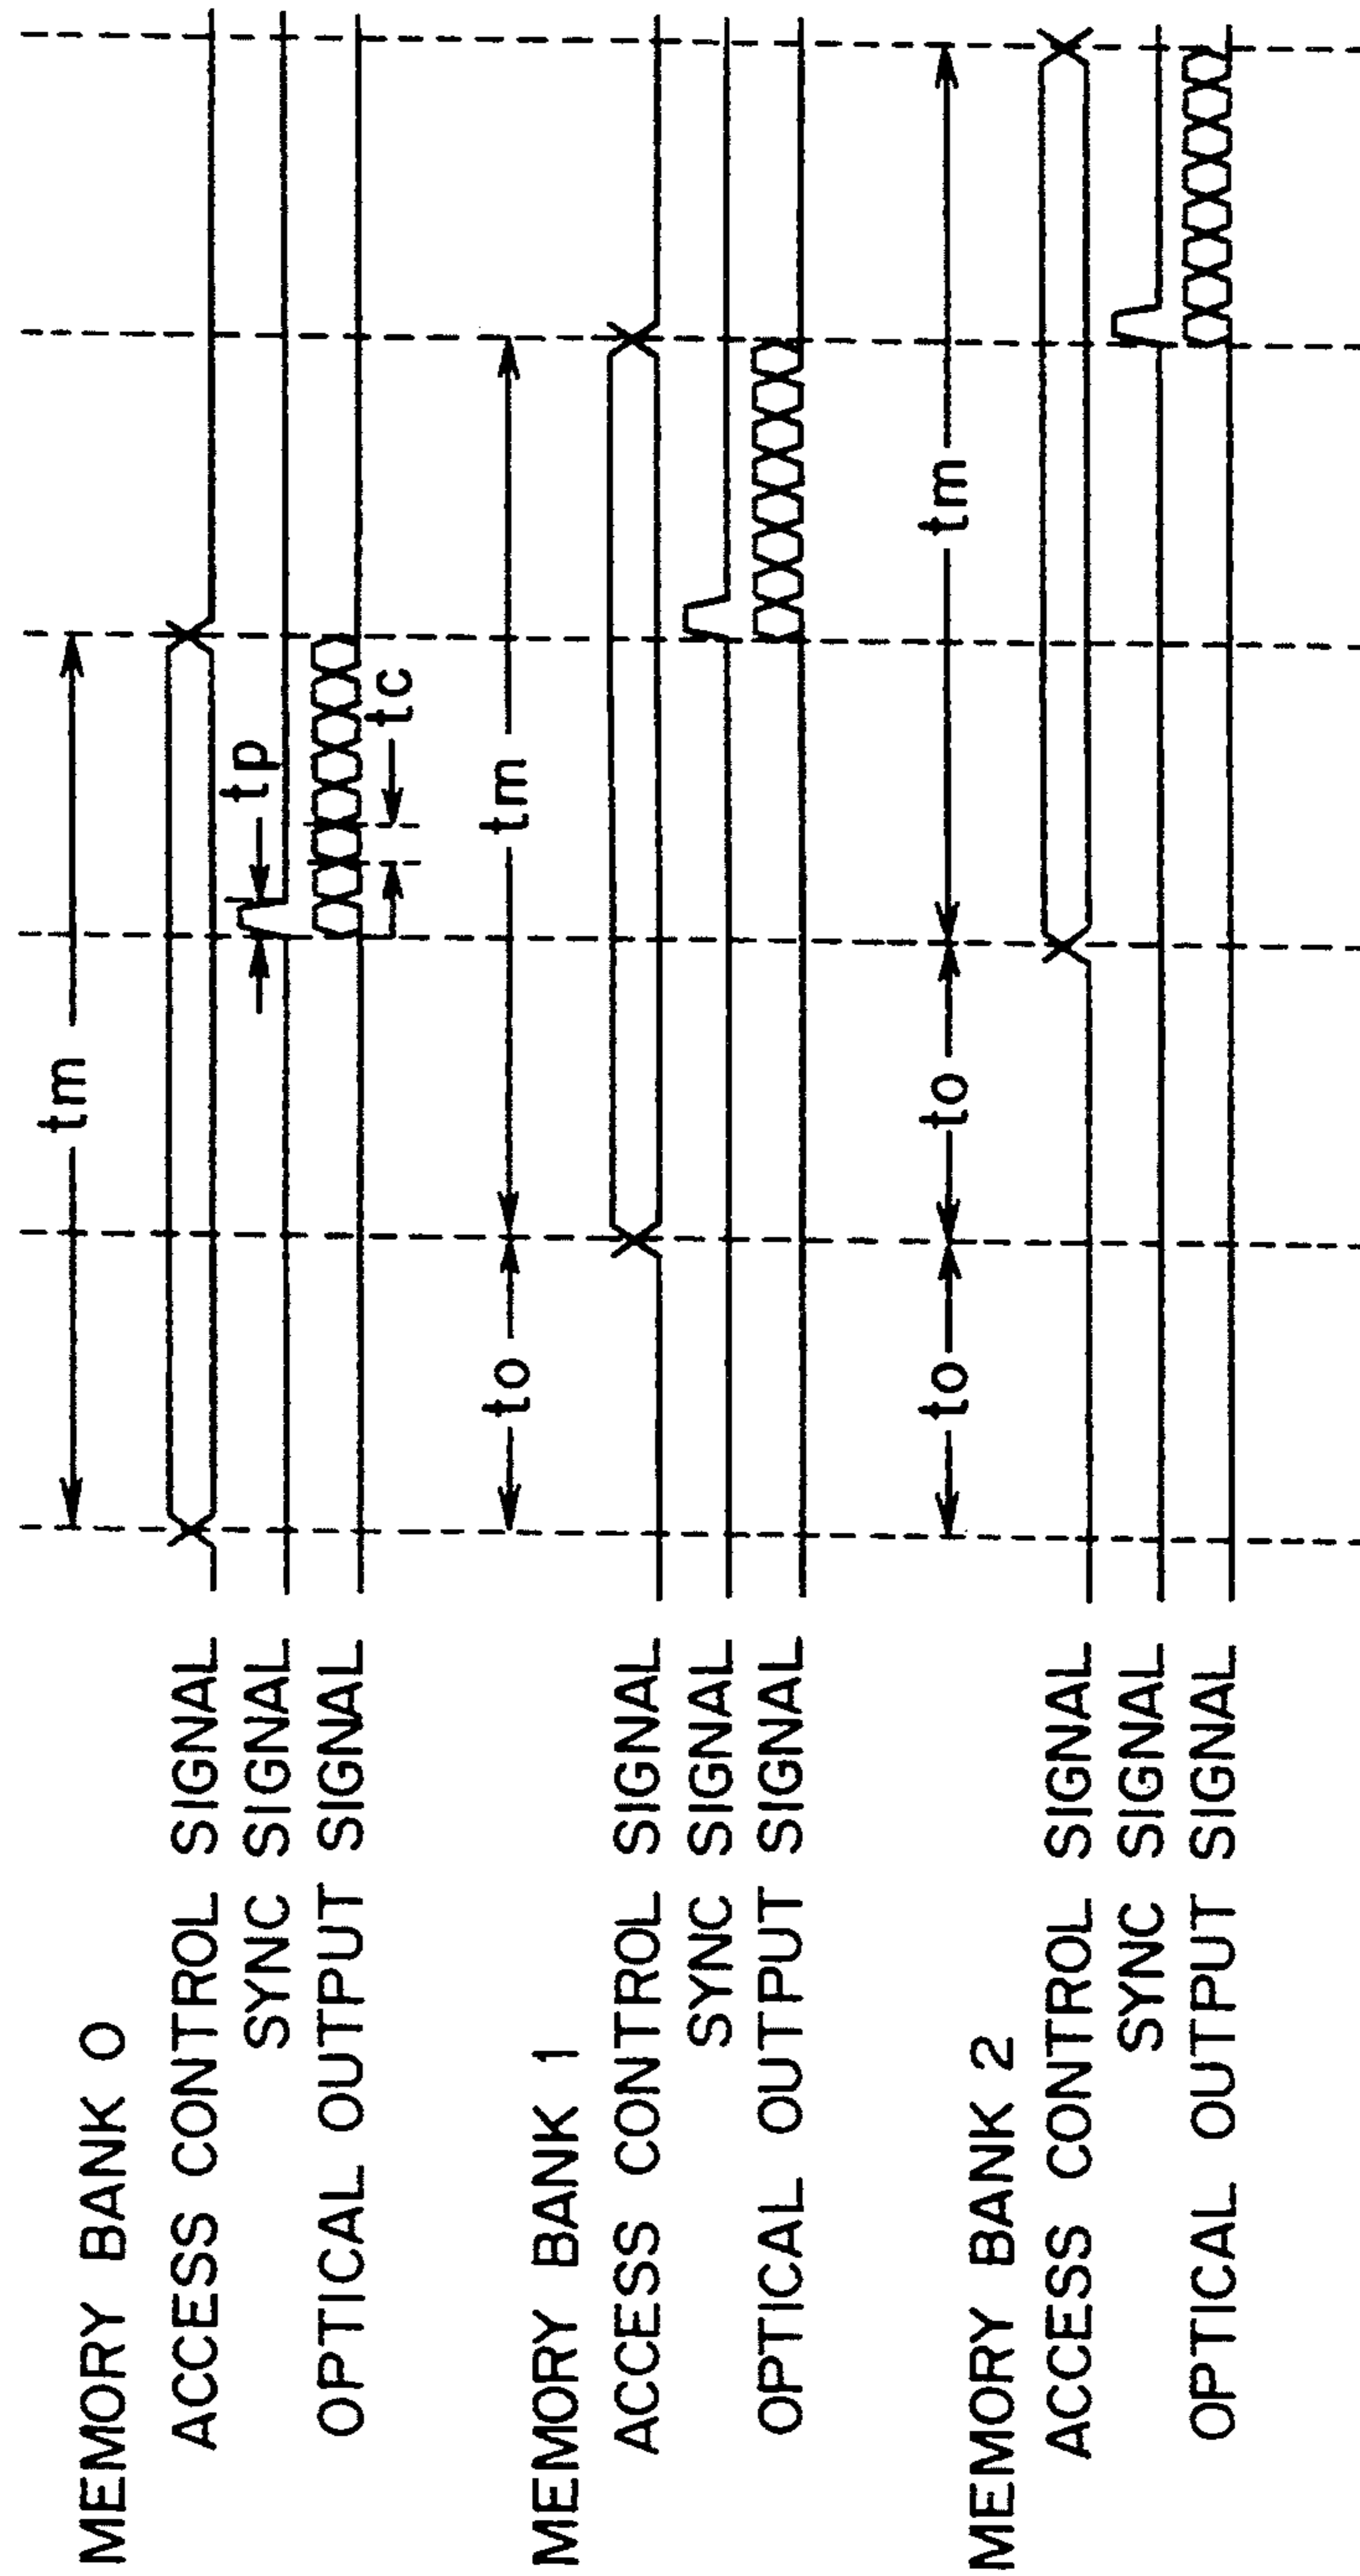 MEMORY BANK 0
tm
ACCESS CONTROL SIGNAL
SYNC SIGNAL
tp
OPTICAL OUTPUT SIGNAL
tc
MEMORY BANK 1
to
tm
ACCESS CONTROL SIGNAL
SYNC SIGNAL
OPTICAL OUTPUT SIGNAL
MEMORY BANK 2
to
to
tm
ACCESS CONTROL SIGNAL
SYNC SIGNAL
OPTICAL OUTPUT SIGNAL